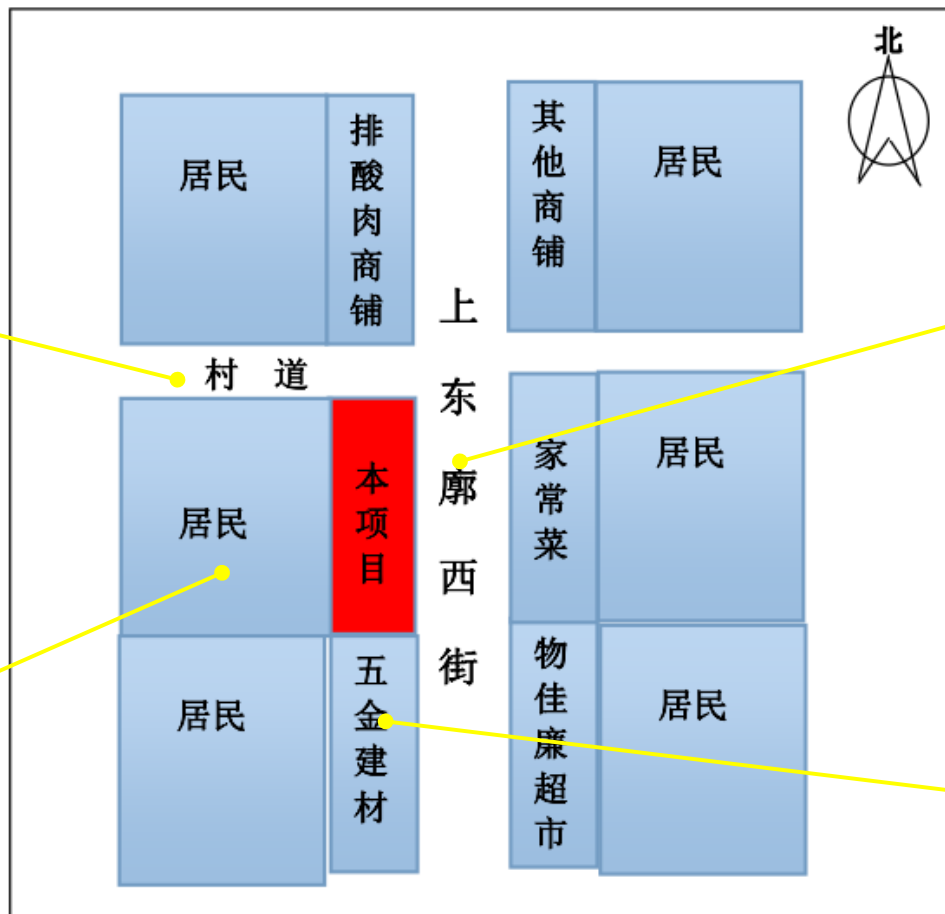 北
居民
排酸肉商铺
其他商铺
居民
村 道
上东廓西街
居民
本项目
家常菜
居民
居民
五金建材
物佳廉超市
居民